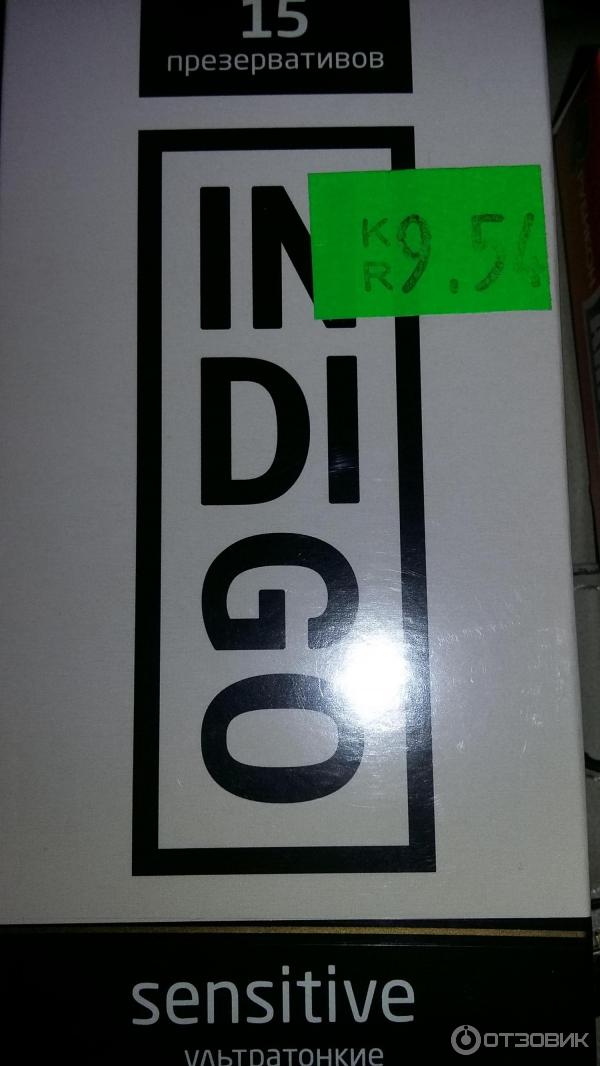 15
презервативов
IN
DI
GO
K
R 9.54
sensitive
ультратонкие
ОТЗОВИК